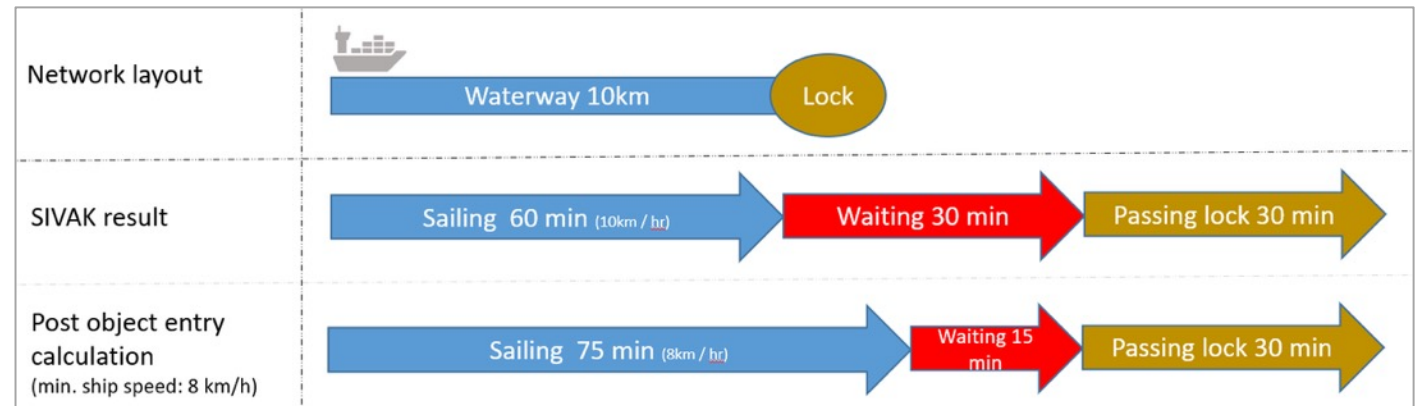 Network layout
Waterway 10km
Lock
SIVAK result
Sailing 60 min (10km / hr)
Waiting 30 min
Passing lock 30 min
Post object entry
calculation
(min. ship speed: 8 km/h)
Sailing 75 min (8km / hr)
Waiting 15
min
Passing lock 30 min